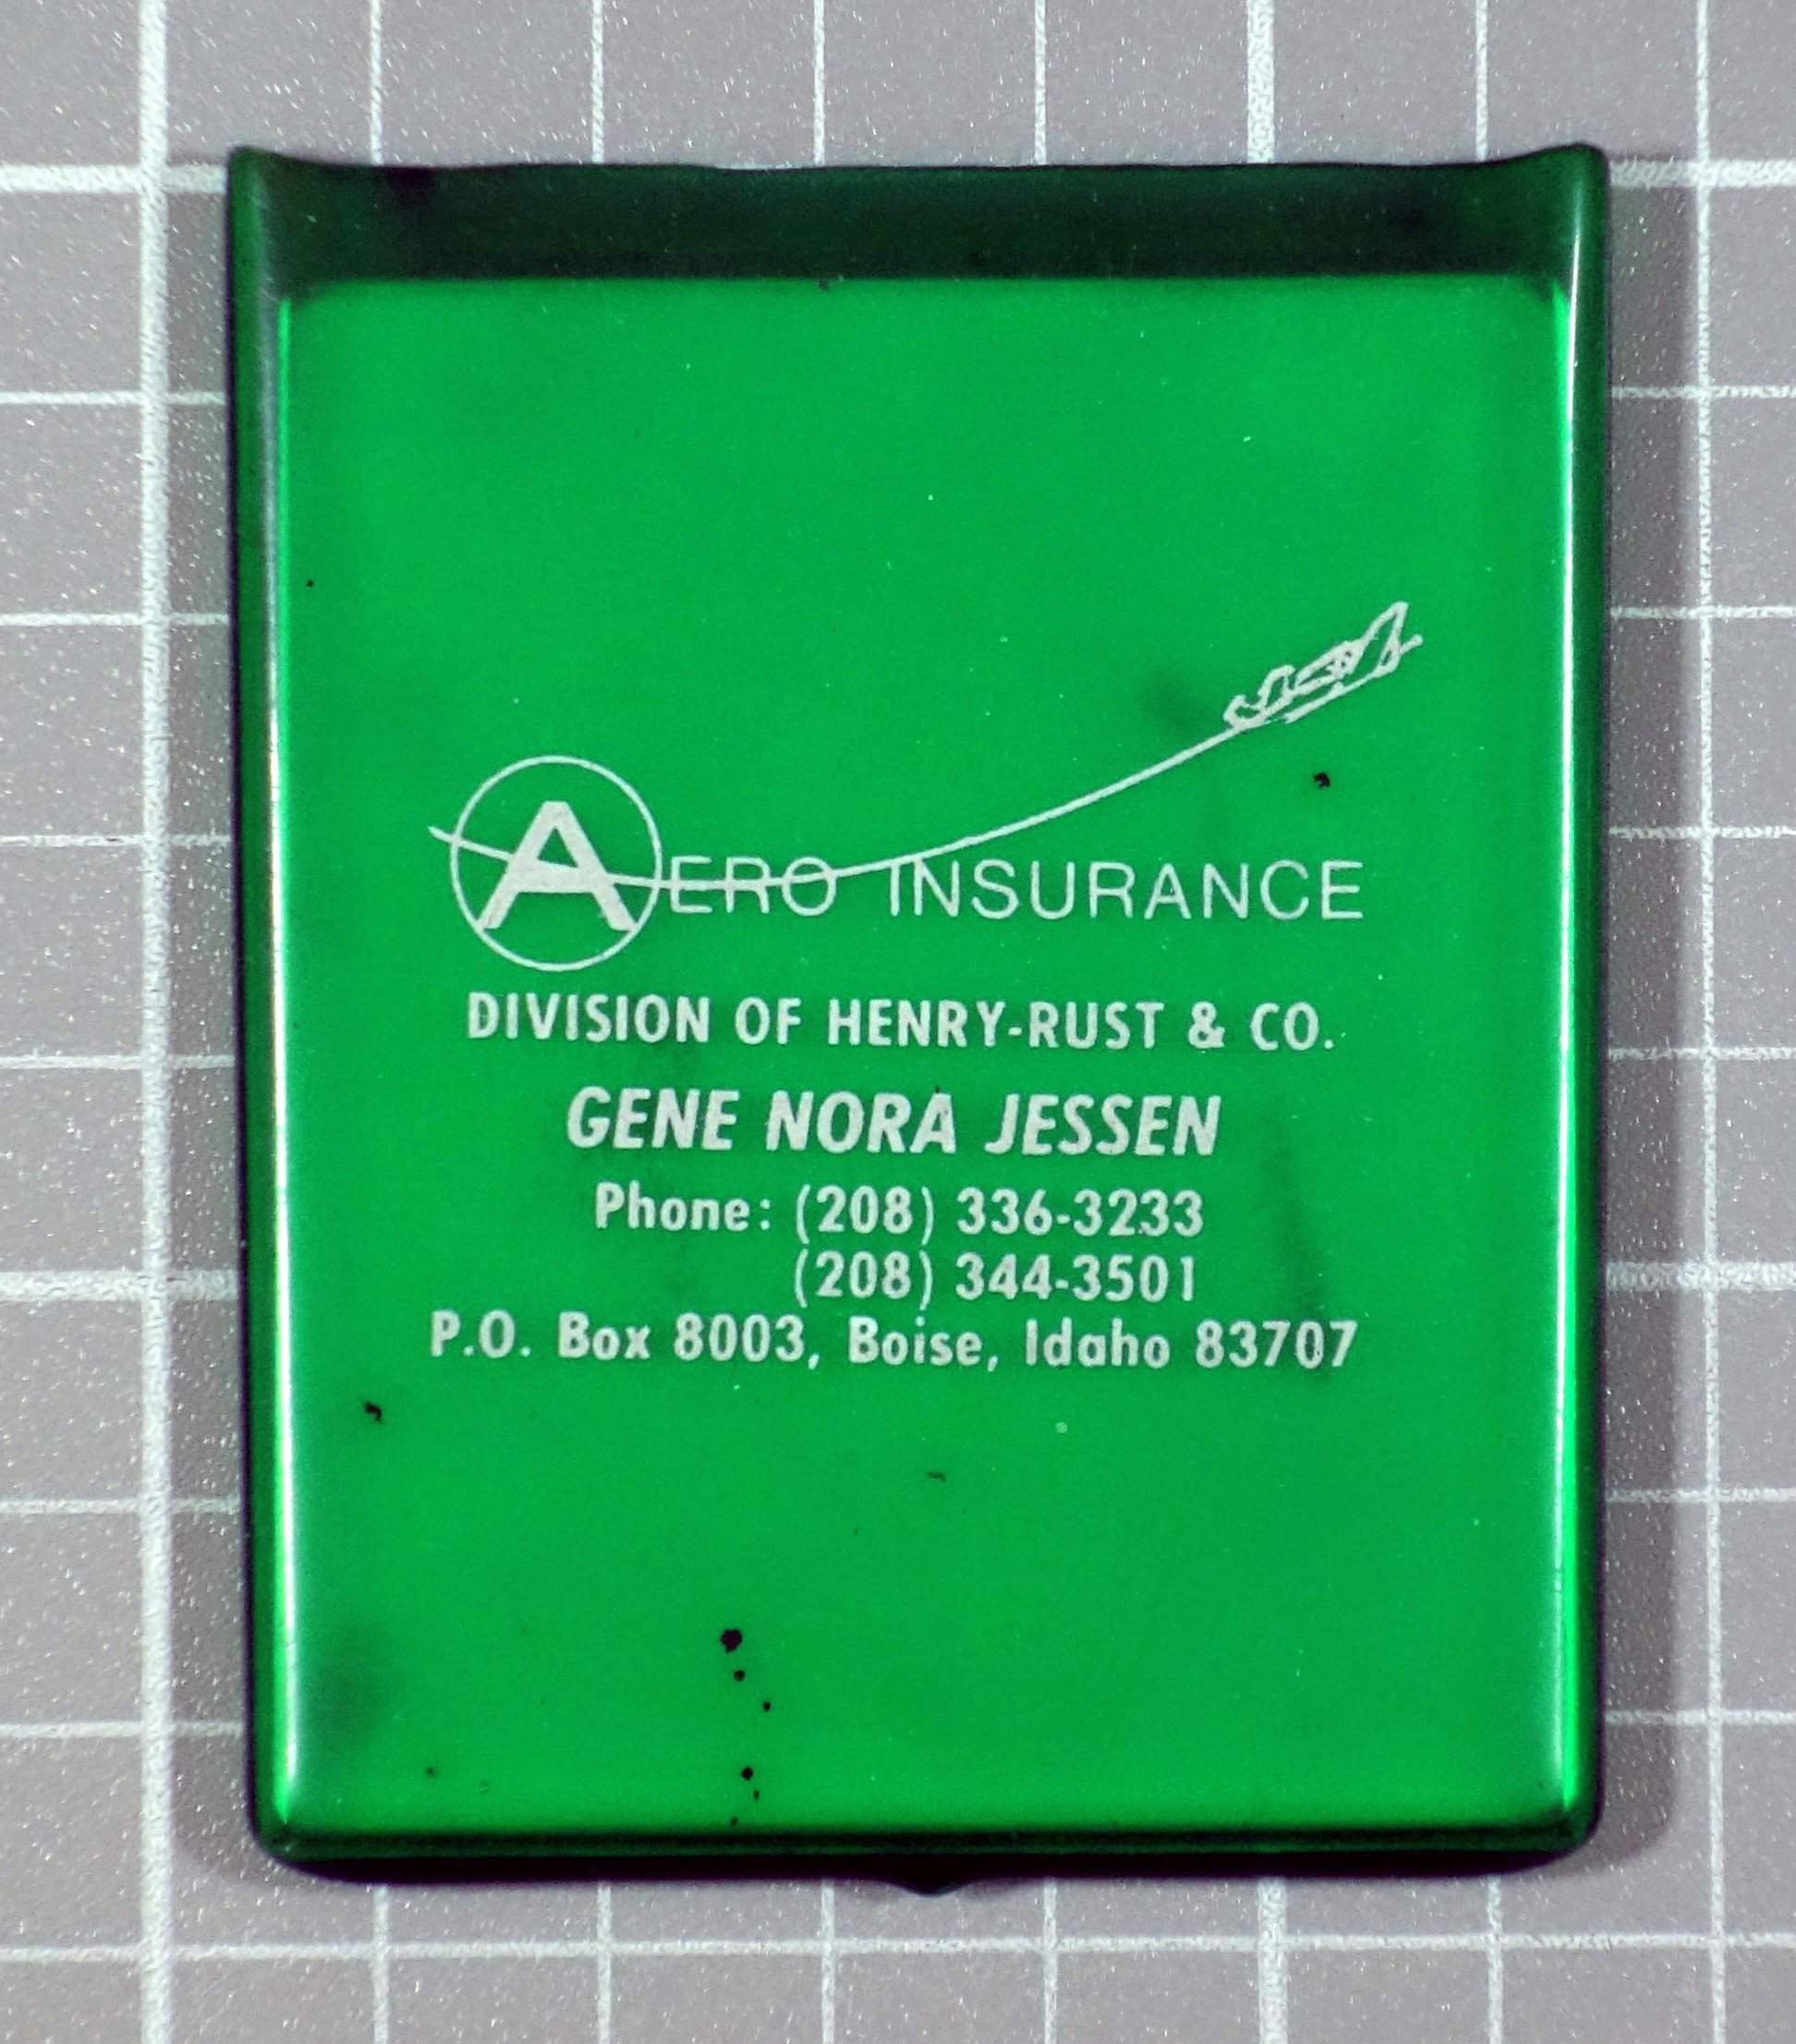 AERO INSURANCE
DIVISION OF HENRY-RUST & CO.
GENE NORA JESSEN
Phone: (208) 336-3233
(208) 344-3501
P.O. Box 8003, Boise, Idaho 83707